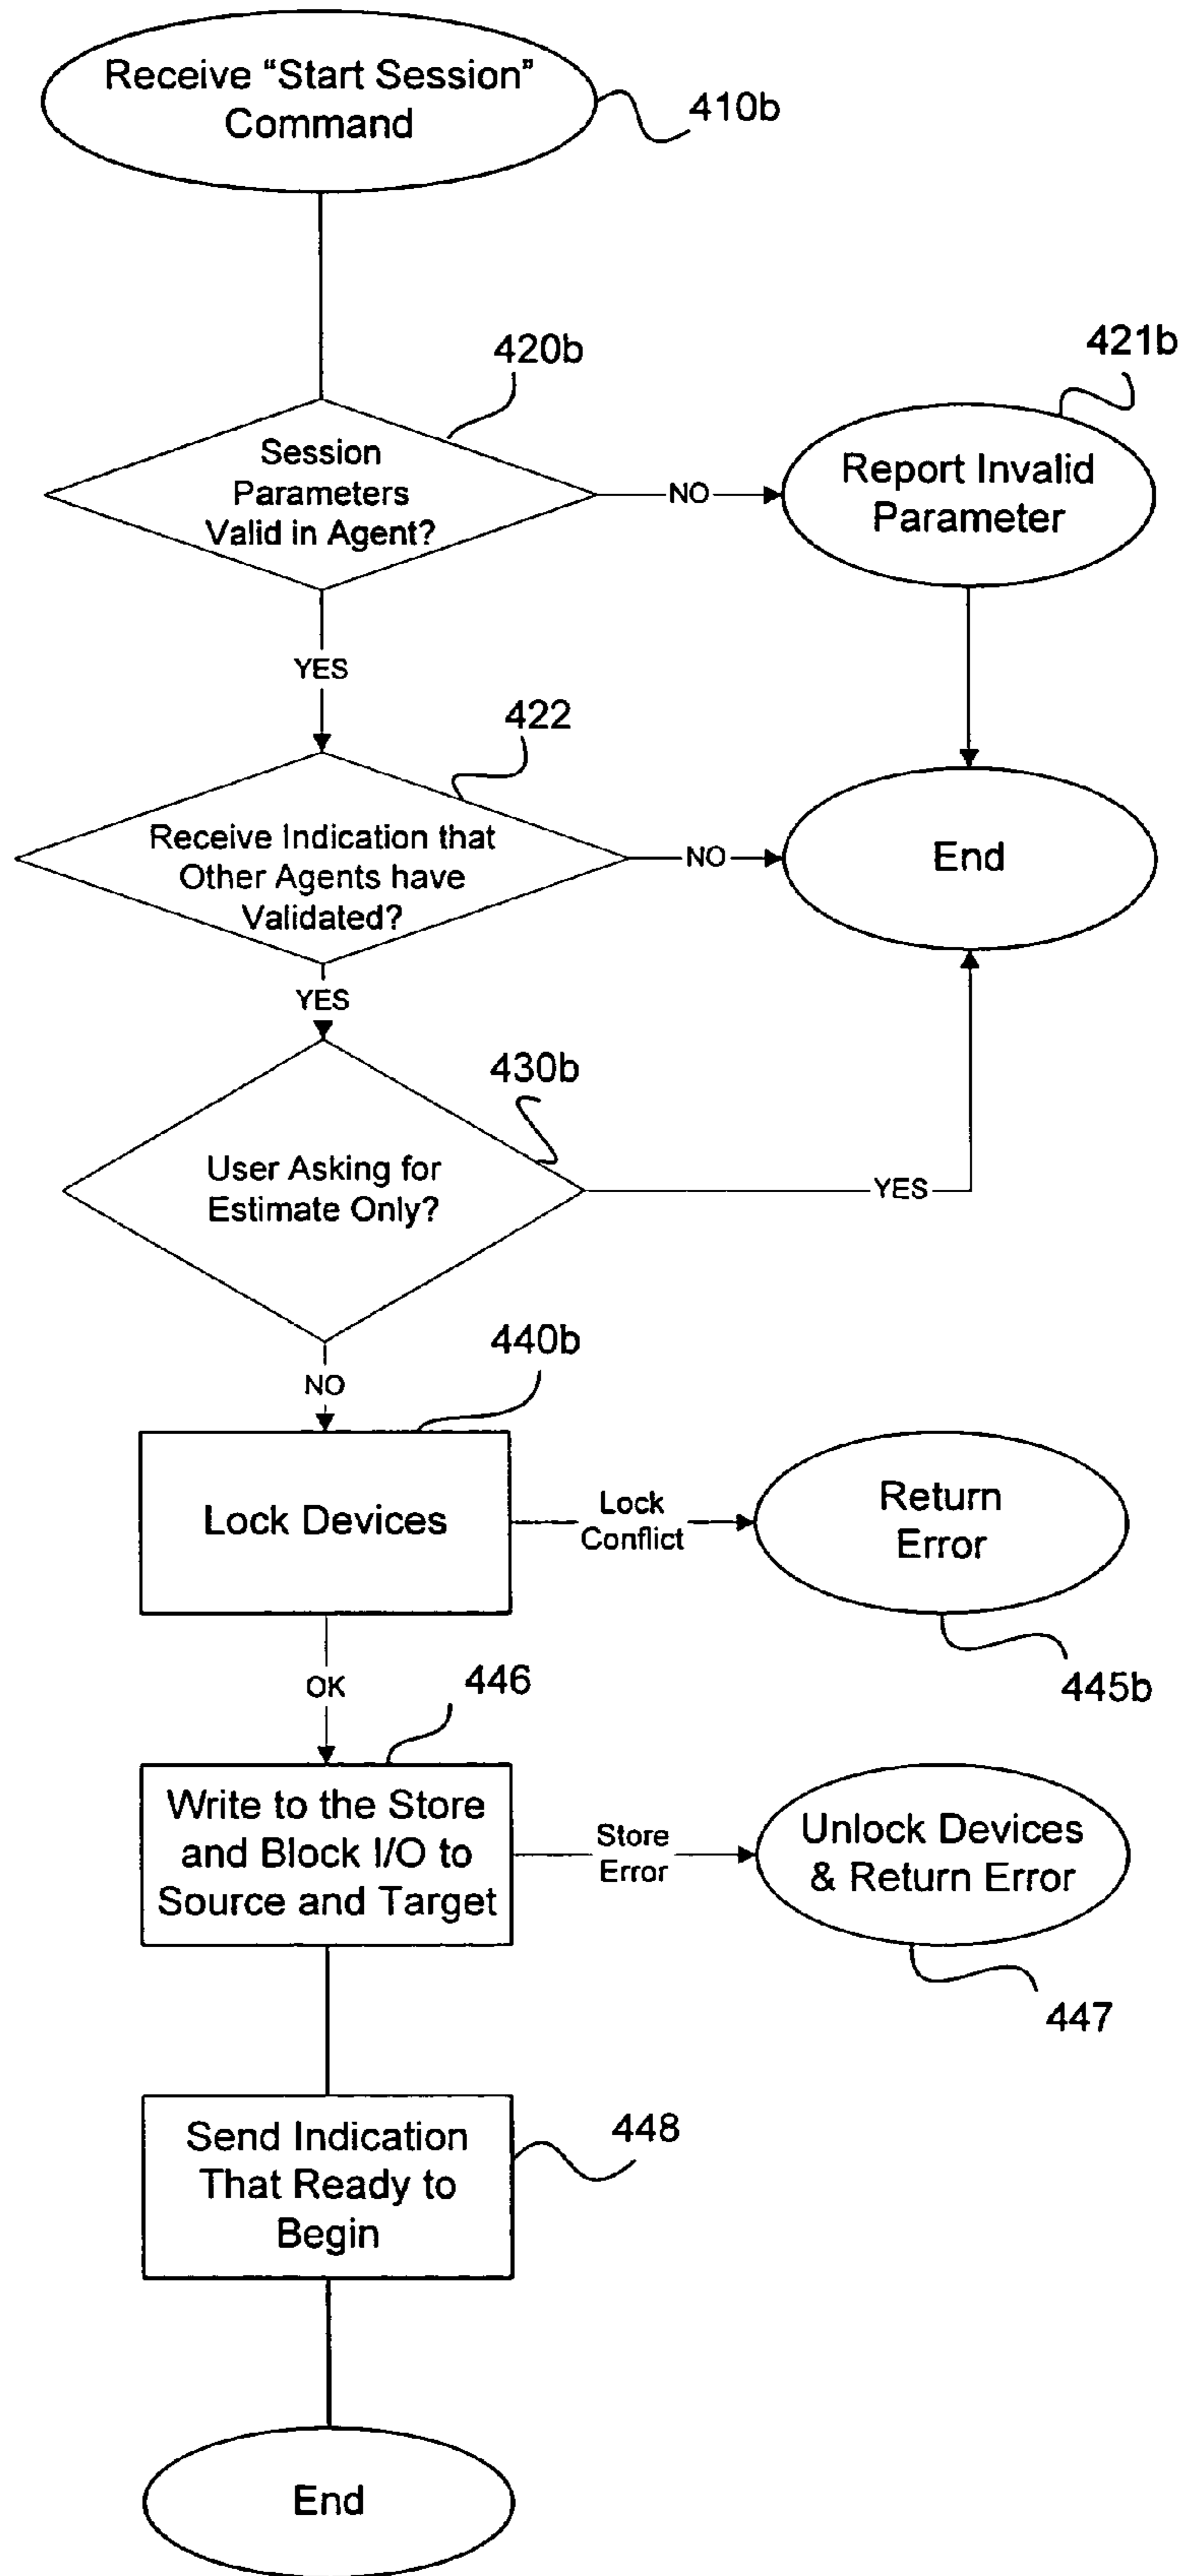 Receive “Start Session”
Command
410b
420b
421b
Session
Parameters
Valid in Agent?
NO
Report Invalid
Parameter
YES
422
Receive Indication that
Other Agents have
Validated?
NO
End
YES
430b
User Asking for
Estimate Only?
YES
440b
NO
Lock Devices
Lock
Conflict
Return
Error
445b
OK
446
Write to the Store
and Block I/O to
Source and Target
Store
Error
Unlock Devices
& Return Error
447
Send Indication
That Ready to
Begin
448
End